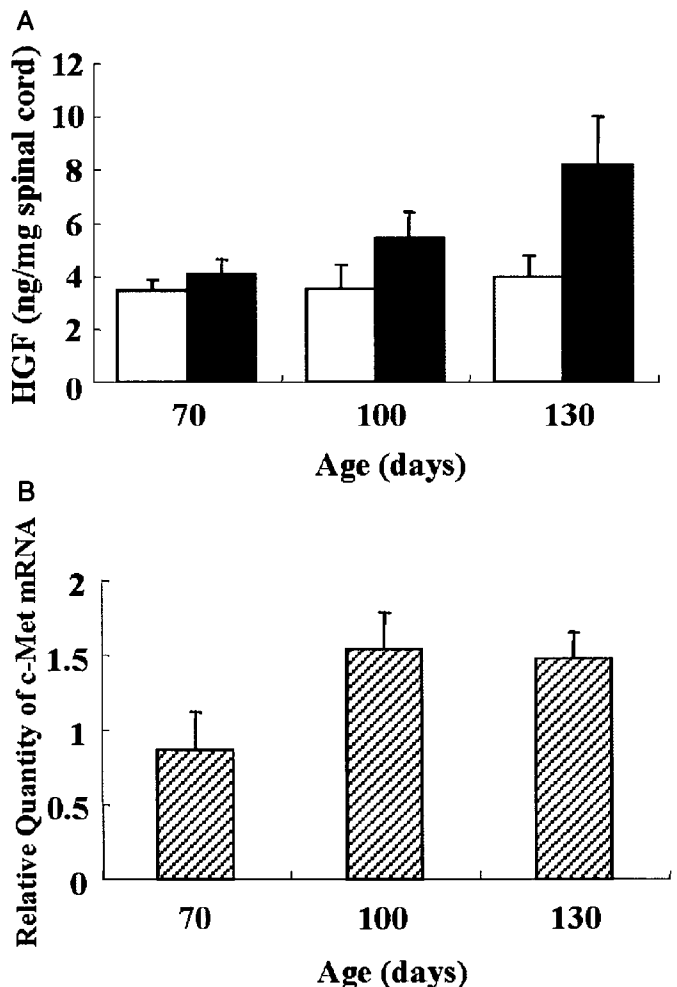 A
HGF (ng/mg spinal cord)
12
10
8
6
4
2
0
70 100 130
Age (days)
B
Relative Quantity of c-Met mRNA
2
1.5
1
0.5
0
70 100 130
Age (days)